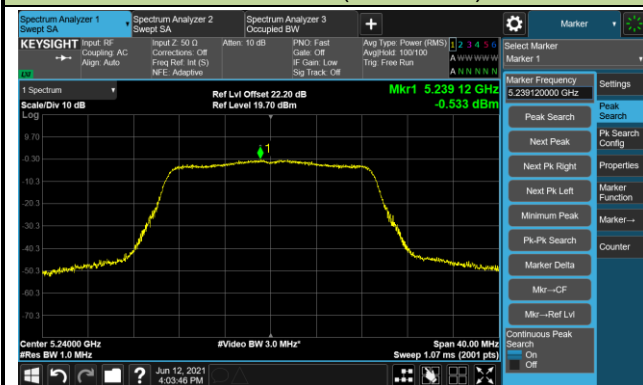 Spectrum Analyzer 1
Swept SA
Spectrum Analyzer 2
Swept SA
Spectrum Analyzer 3
Occupied BW
+
Marker
KEYSIGHT
Input: RF
Coupling: AC
Align: Auto
Input Z: 50 Ω
Corrections: Off
Freq Ref: Int (S)
NFE: Adaptive
Atten: 10 dB
PNO: Fast
Gate: Off
IF Gain: Low
Sig Track: Off
Avg Type: Power (RMS)
Avg|Hold: 100/100
Trig: Free Run
1 2 3 4 5 6
A W W W W W
A N N N N N
Select Marker
Marker 1
1 Spectrum
Scale/Div 10 dB
Log
Ref Lvl Offset 22.20 dB
Ref Level 19.70 dBm
Mkr1 5.239 12 GHz
-0.533 dBm
9.70
-0.30
-10.3
-20.3
-30.3
-40.3
-50.3
-60.3
-70.3
1
Center 5.24000 GHz
#Res BW 1.0 MHz
#Video BW 3.0 MHz*
Span 40.00 MHz
Sweep 1.07 ms (2001 pts)
Marker Frequency
5.239120000 GHz
Peak Search
Next Peak
Next Pk Right
Next Pk Left
Minimum Peak
Pk-Pk Search
Marker Delta
Mkr→CF
Mkr→Ref Lvl
Continuous Peak
Search
On
Off
Settings
Peak
Search
Pk Search
Config
Properties
Marker
Function
Marker→
Counter
?
Jun 12, 2021
4:03:46 PM